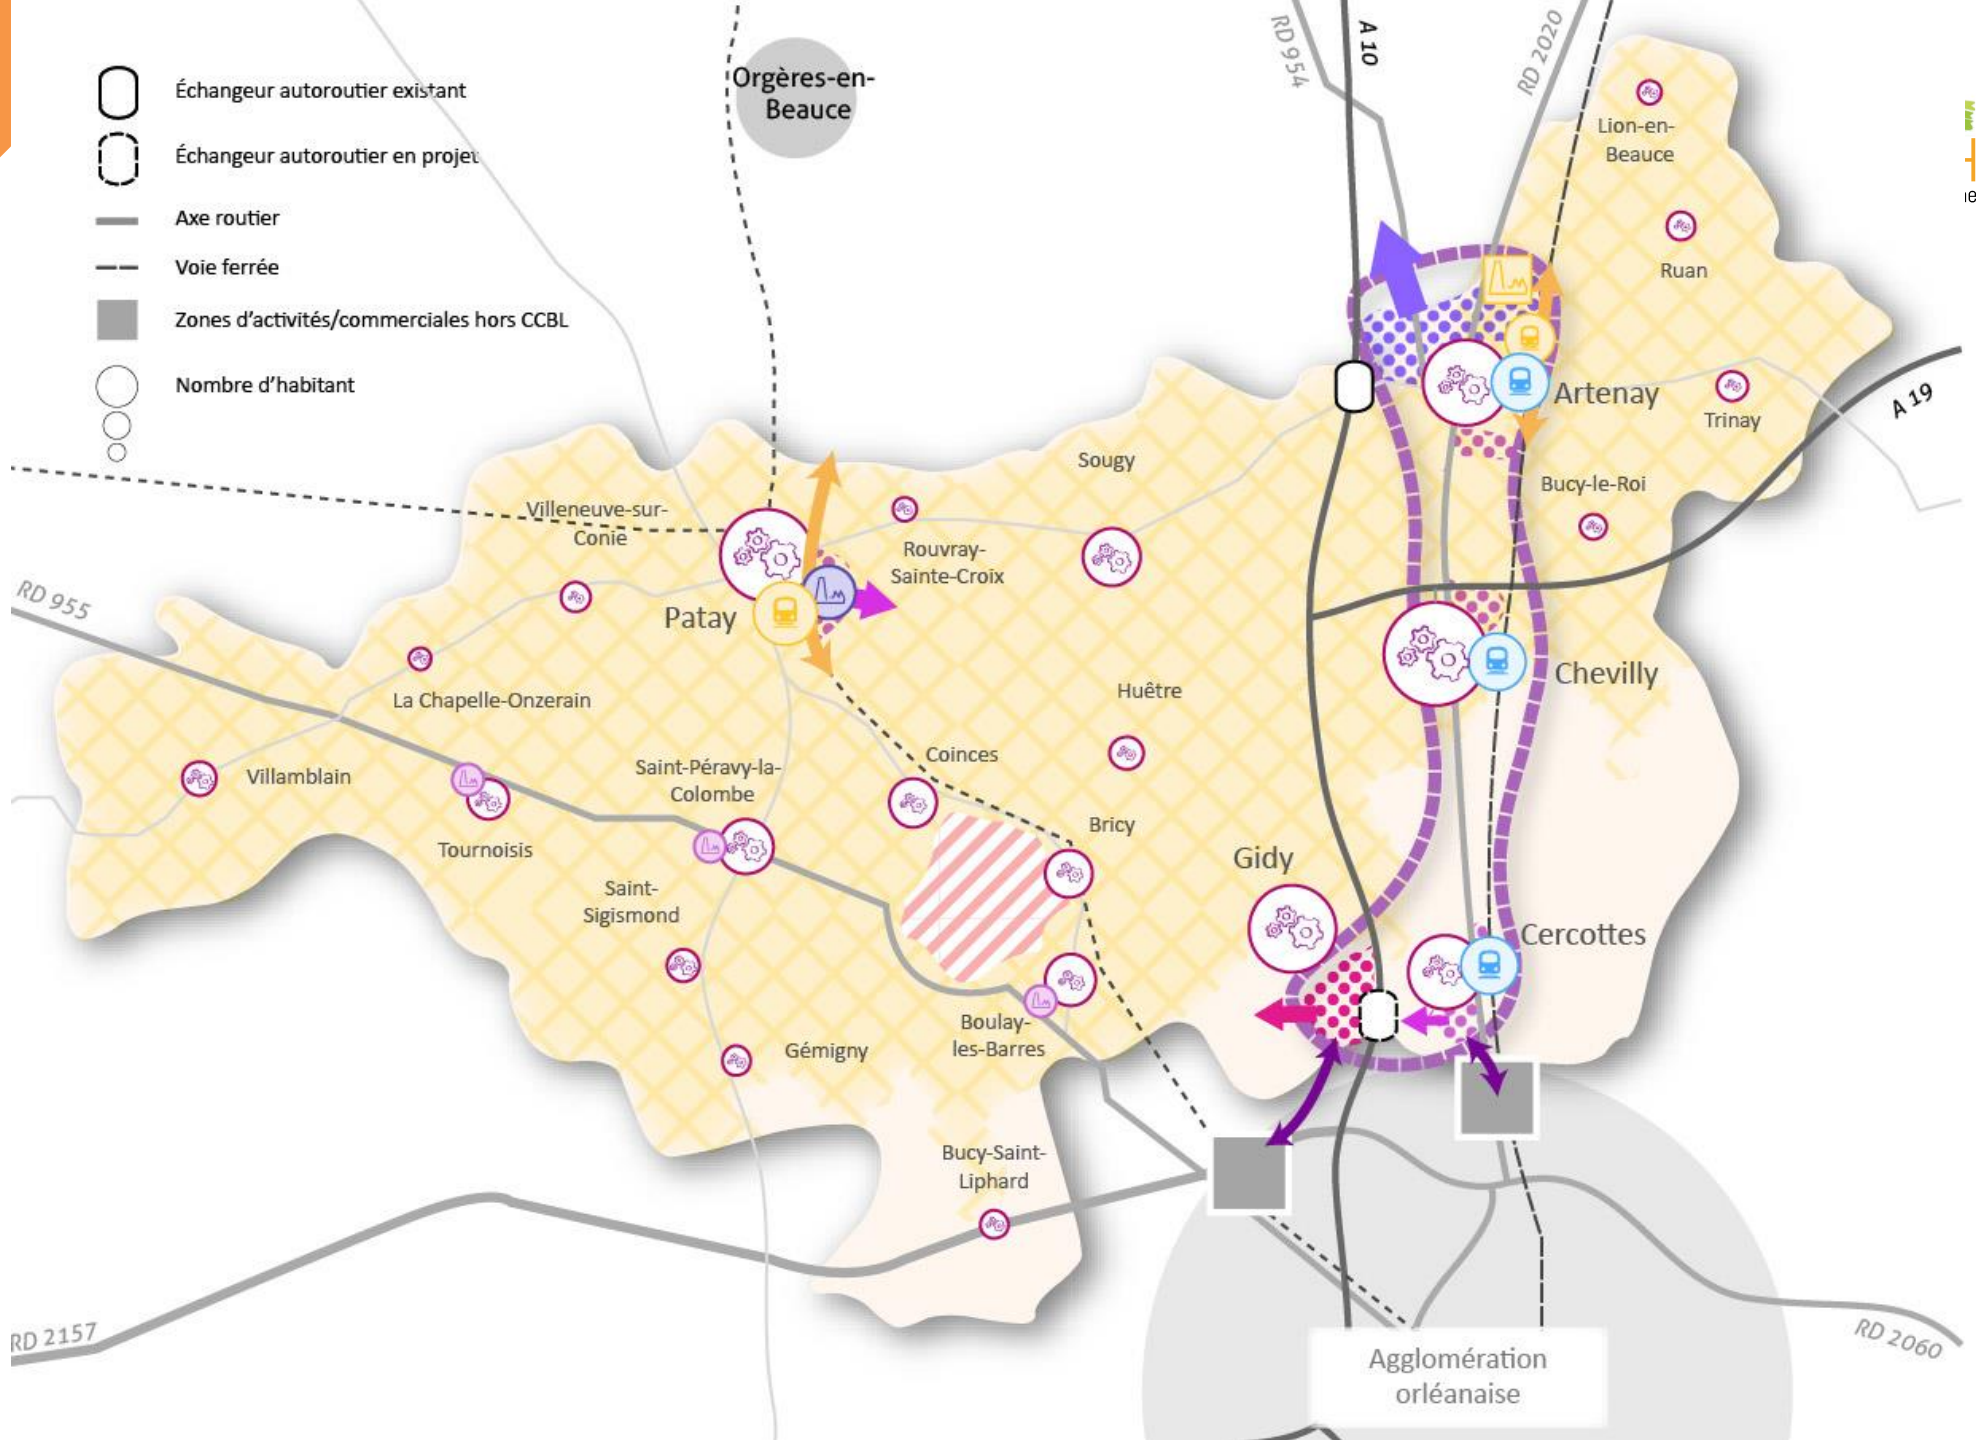 Échangeur autoroutier existant
Échangeur autoroutier en projet
Axe routier
Voie ferrée
Zones d'activités/commerciales hors CCBL
Nombre d'habitant
Orgères-en-
Beauce
RD 954
A 10
RD 2020
Lion-en-
Beauce
Ruan
Artenay
Trinay
A 19
Sougy
Bucy-le-Roi
Villeneuve-sur-
Conie
Rouvray-
Sainte-Croix
RD 955
Patay
Chevilly
La Chapelle-Onzerain
Huêtre
Villamblain
Saint-Péravy-la-
Colombe
Coinces
Tournoisis
Bricy
Gidy
Saint-
Sigismond
Cercottes
Boulay-
les-Barres
Gémigny
Bucy-Saint-
Liphard
RD 2157
RD 2060
Agglomération
orléanaise